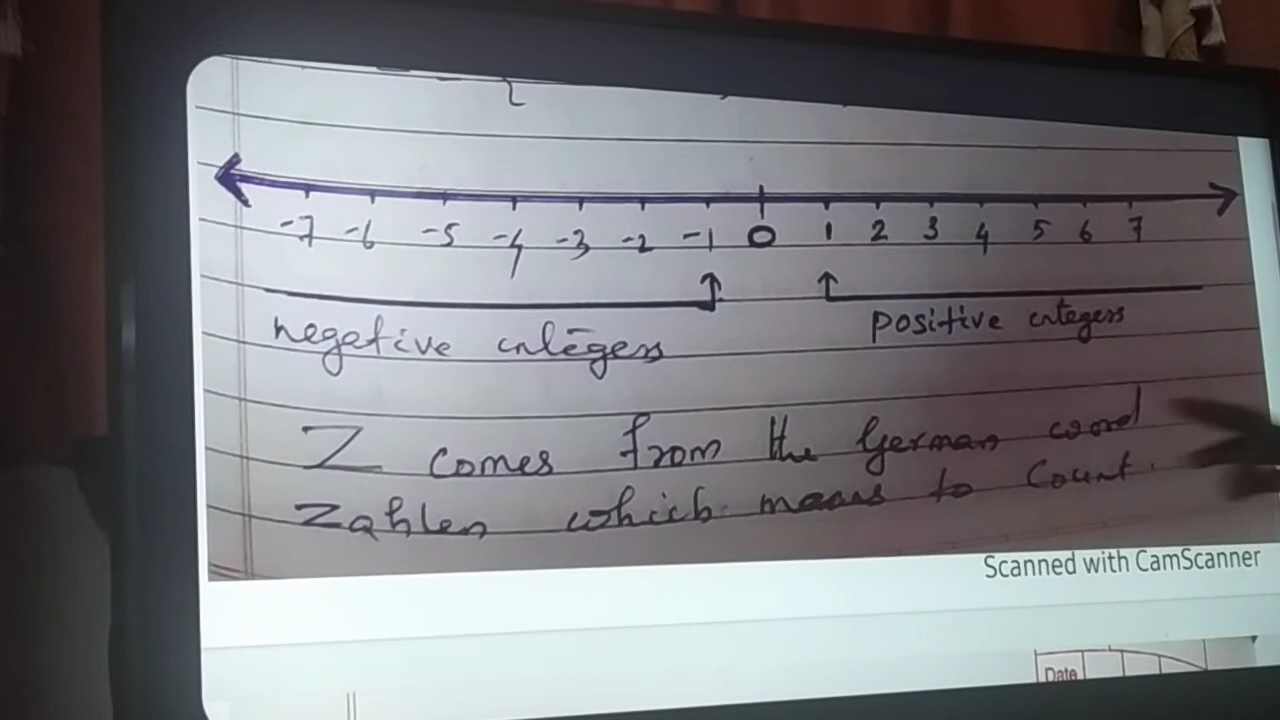 -7 -6 -5 -4 -3 -2 -1 0 1 2 3 4 5 6 7
negetive integers positive integers
Z comes from the German word
Zahlen which means to Count.
Scanned with CamScanner
Date